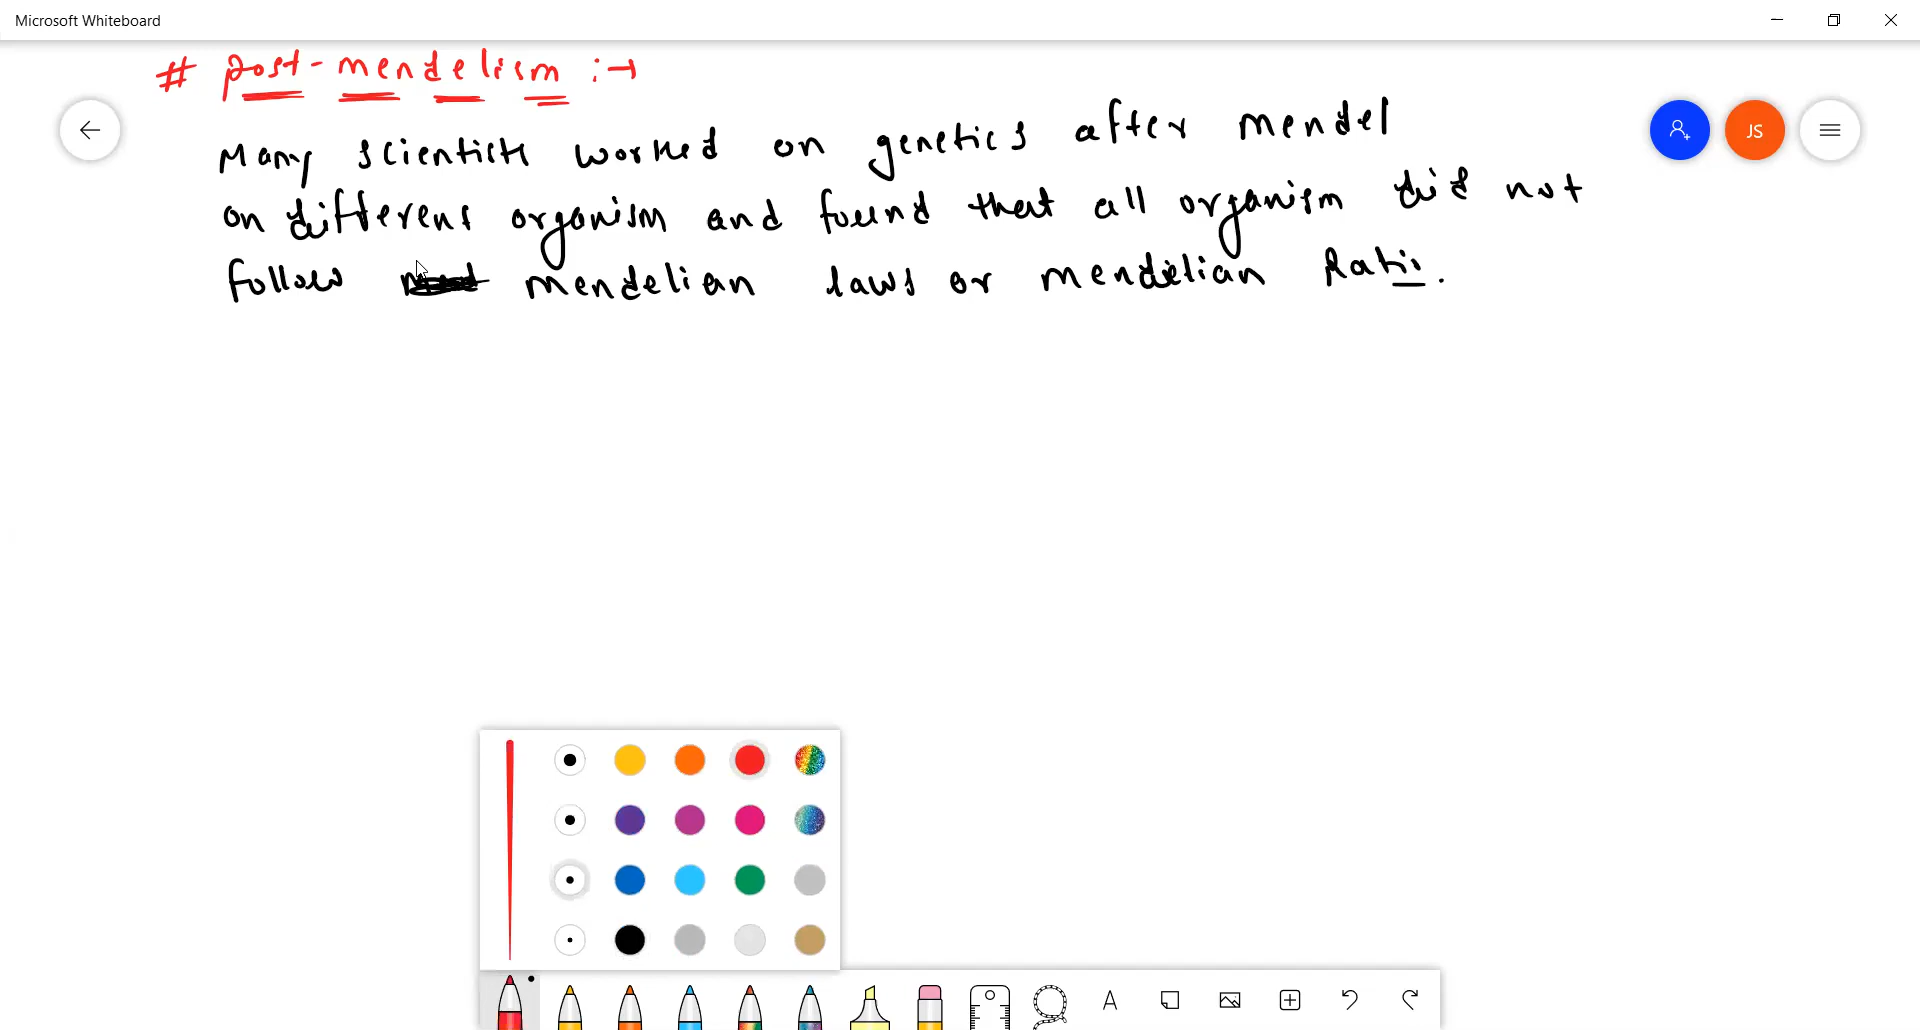 Microsoft Whiteboard
# post-mendelism :→
JS
Many scientists worked on genetics after mendel
on different organism and found that all organism did not
follow mendelian laws or mendelian Ratio.
A